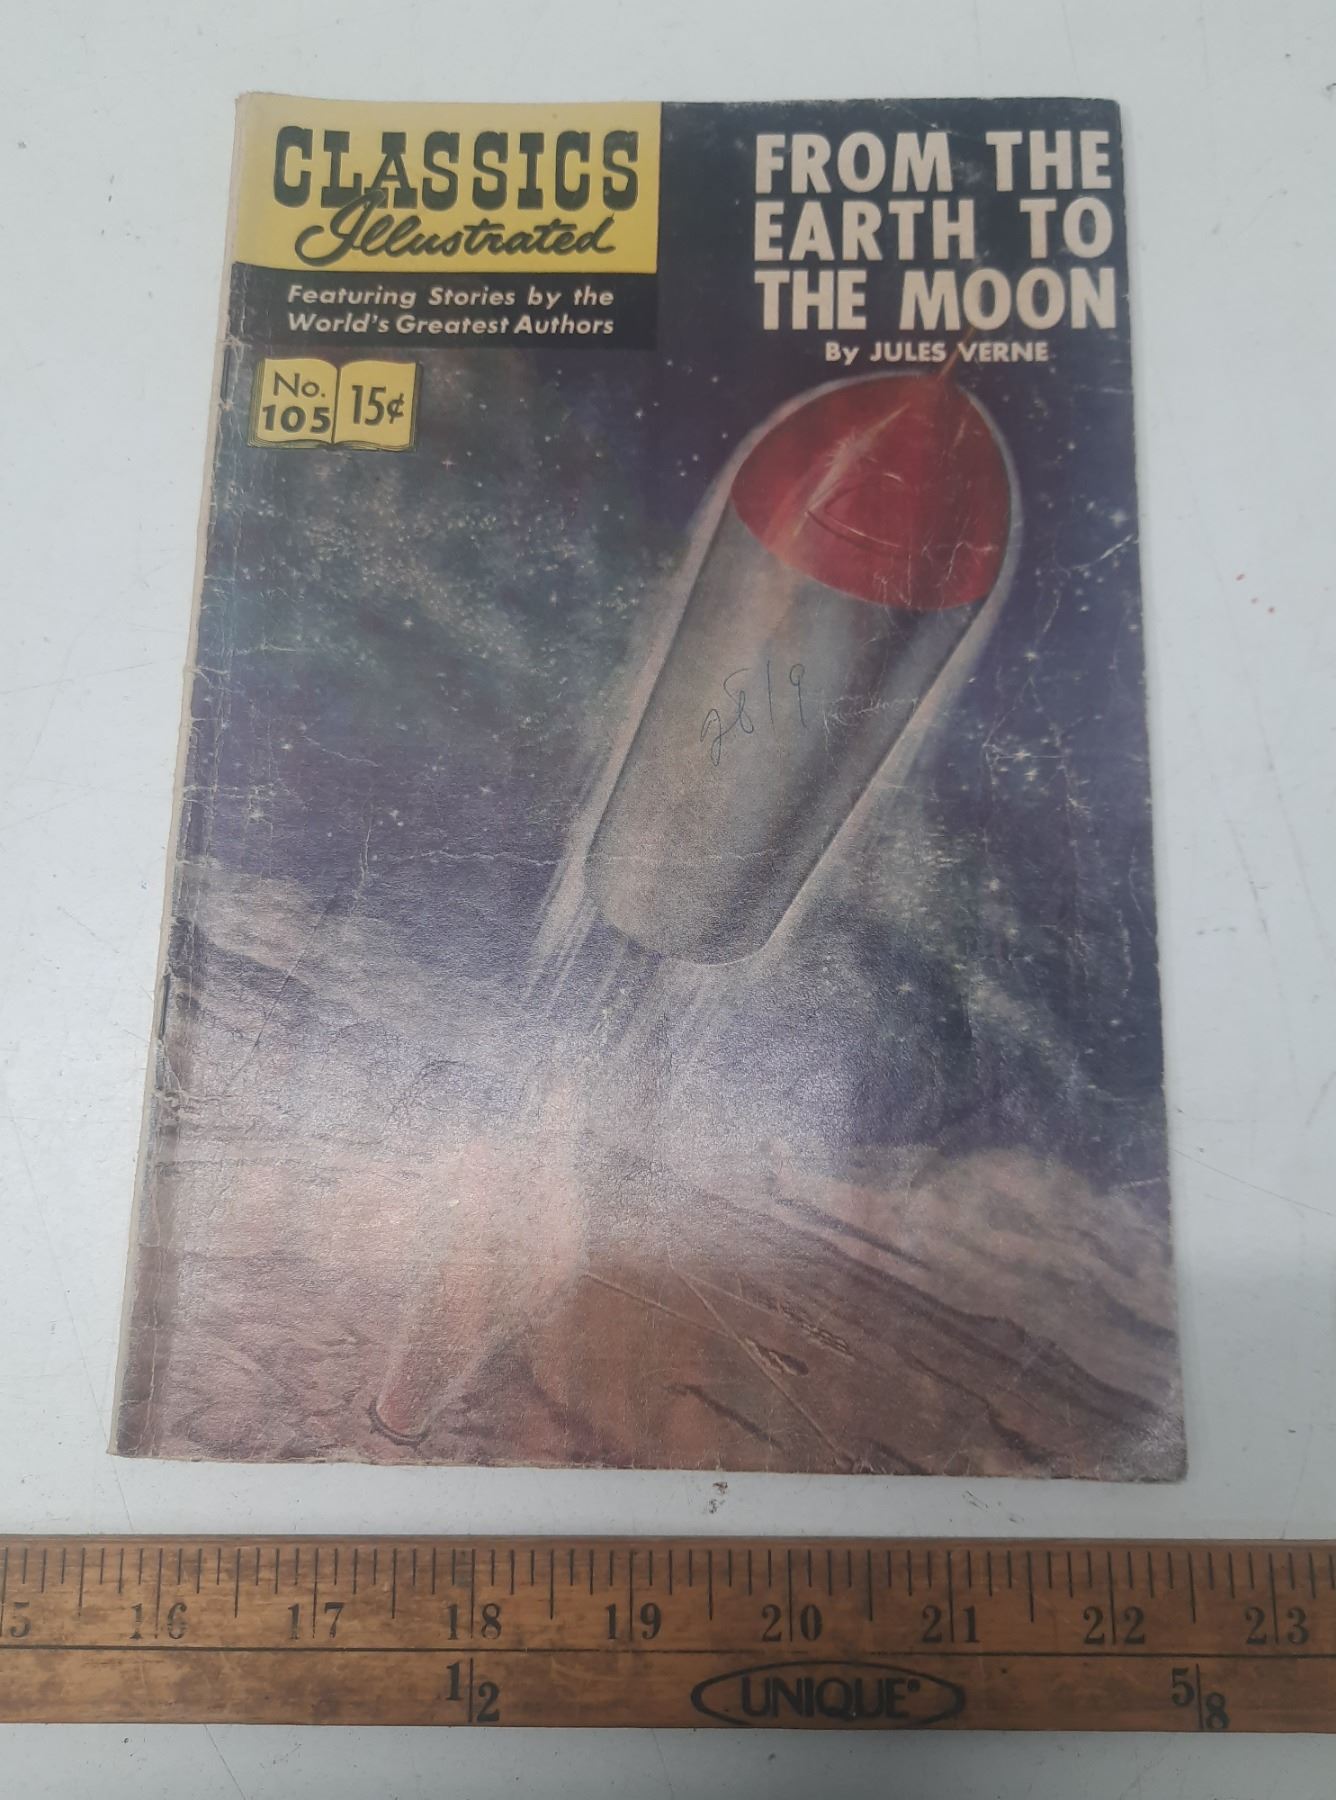 CLASSICS
Illustrated
Featuring Stories by the
World's Greatest Authors
No.
105
15¢
FROM THE
EARTH TO
THE MOON
By JULES VERNE
2819
5 16 17 18 19 20 21 22 23
1/2 UNIQUE® 5/8